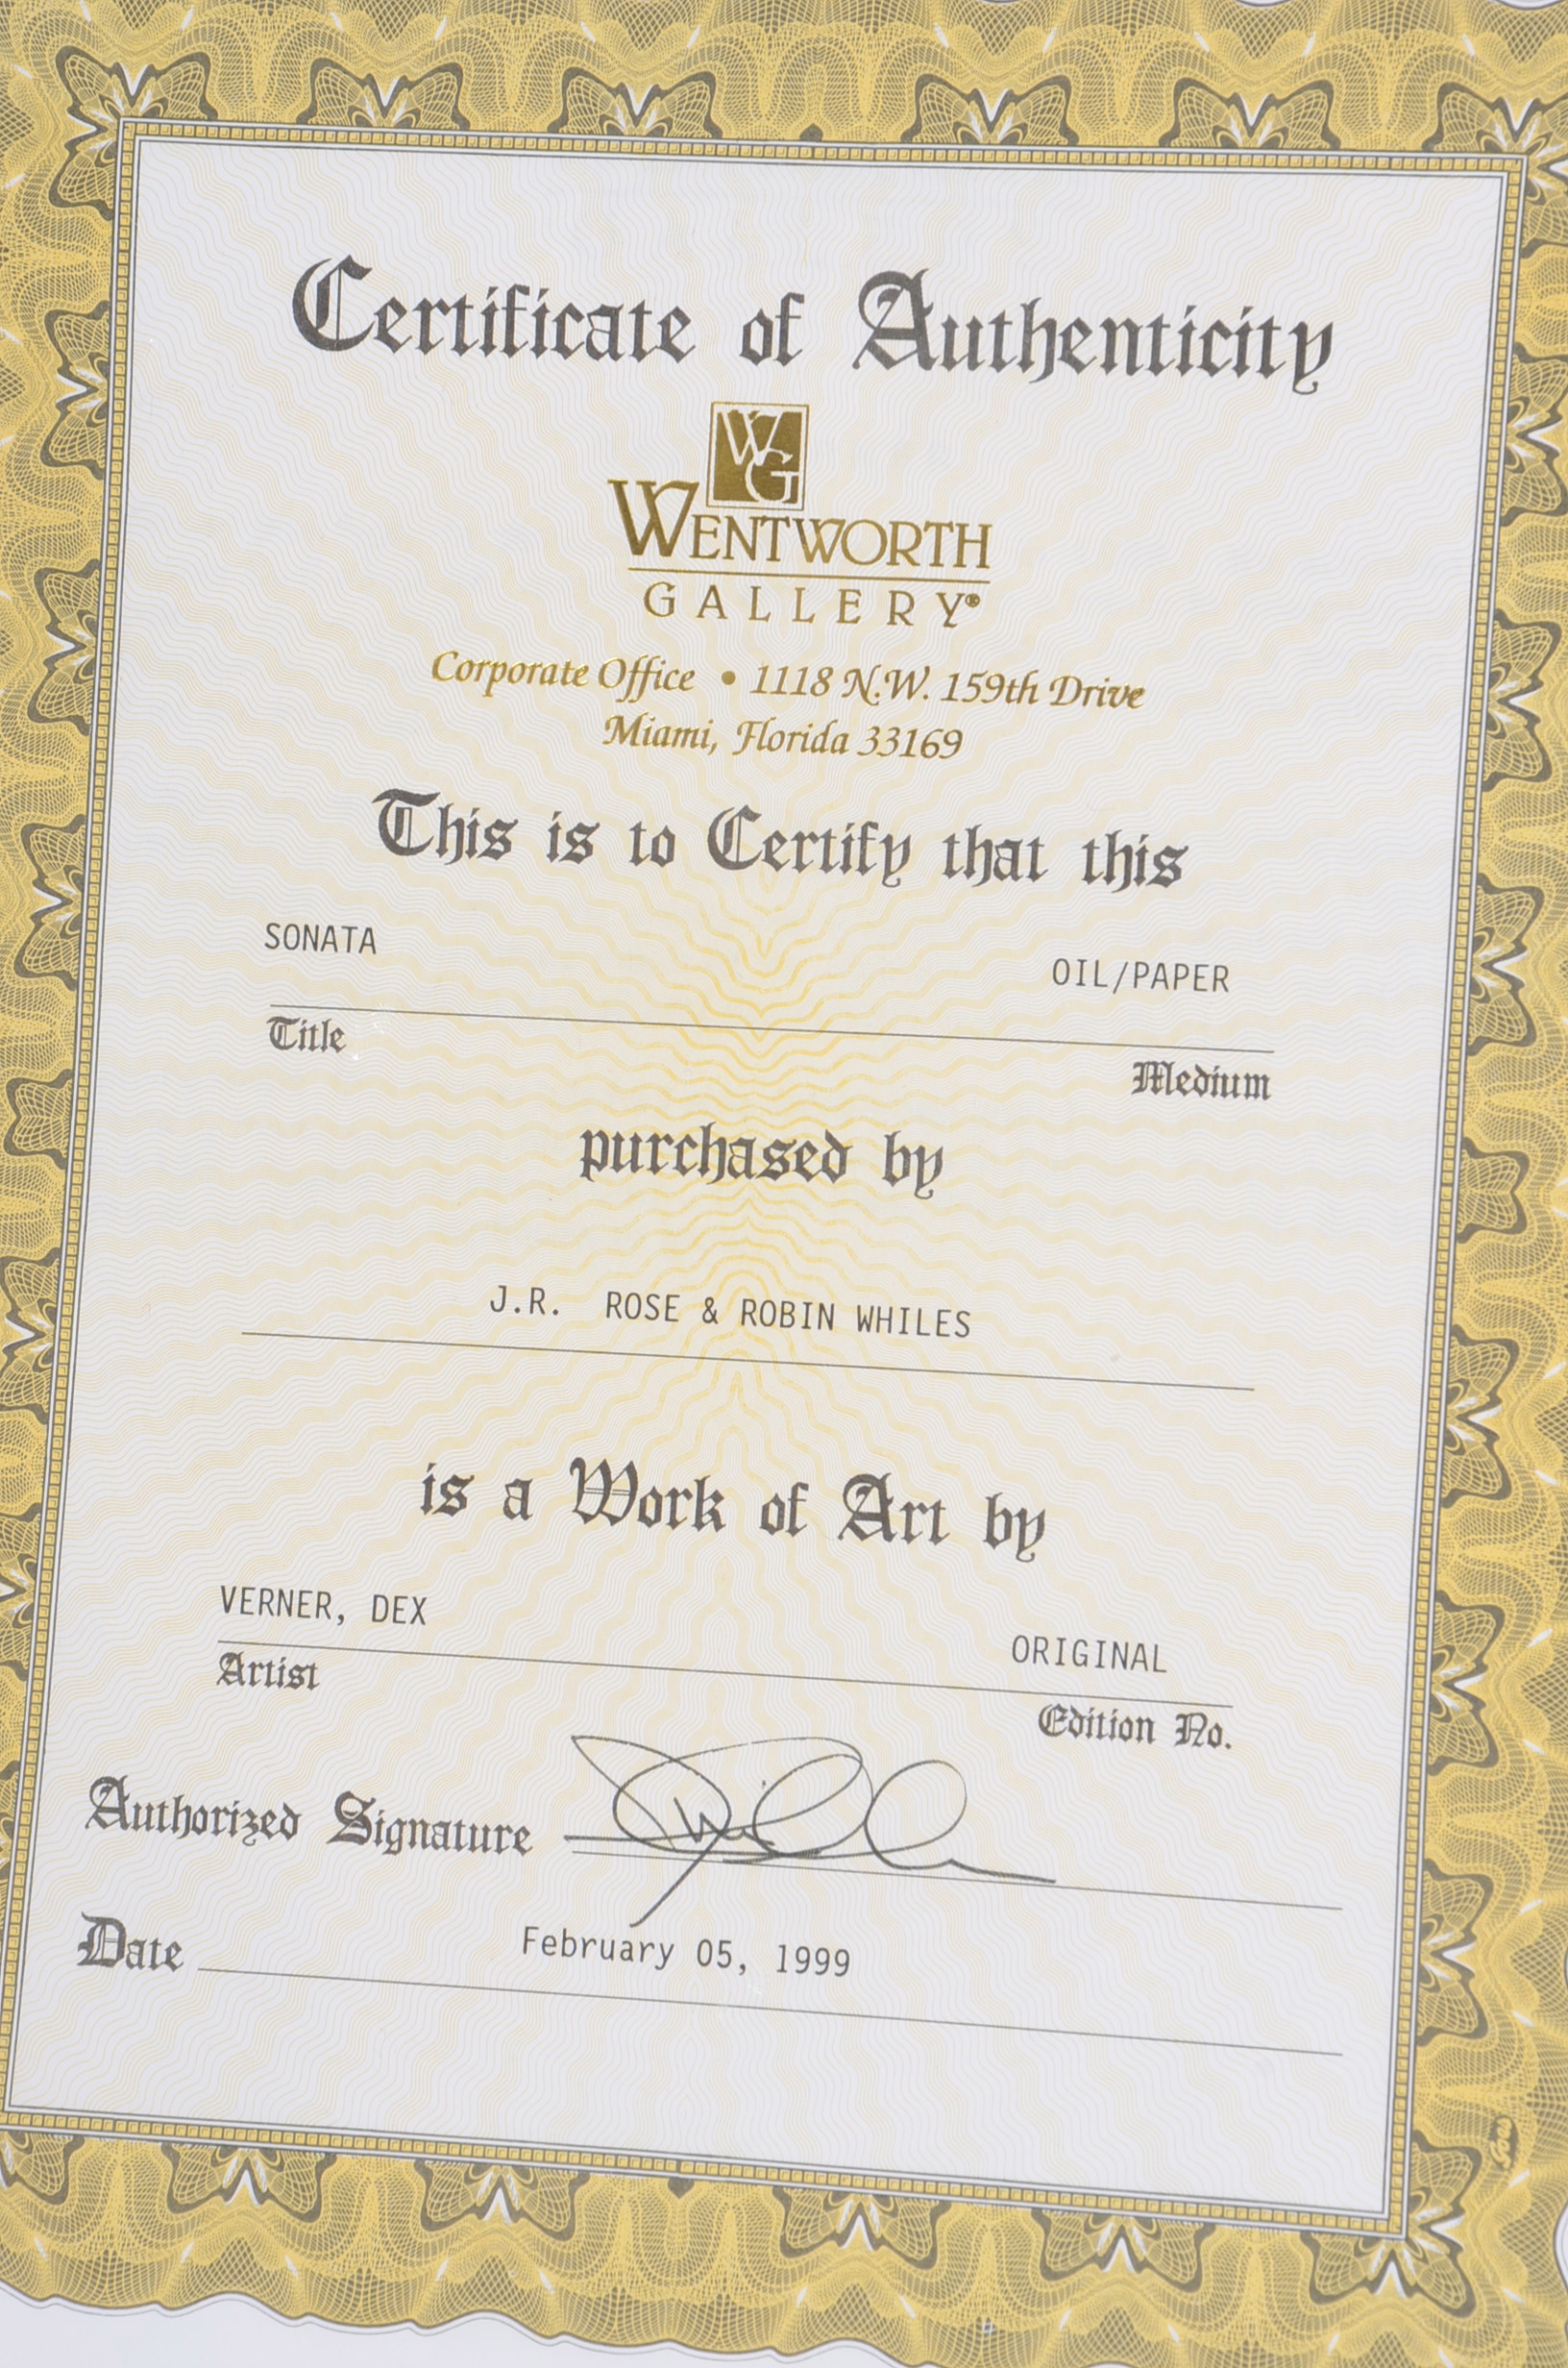 Certificate of Authenticity
WG
WENTWORTH
GALLERY®
Corporate Office • 1118 N.W. 159th Drive
Miami, Florida 33169
This is to Certify that this
SONATA OIL/PAPER
Title Medium
purchased by
J.R. ROSE & ROBIN WHILES
is a Work of Art by
VERNER, DEX ORIGINAL
Artist Edition No.
Authorized Signature
Date February 05, 1999